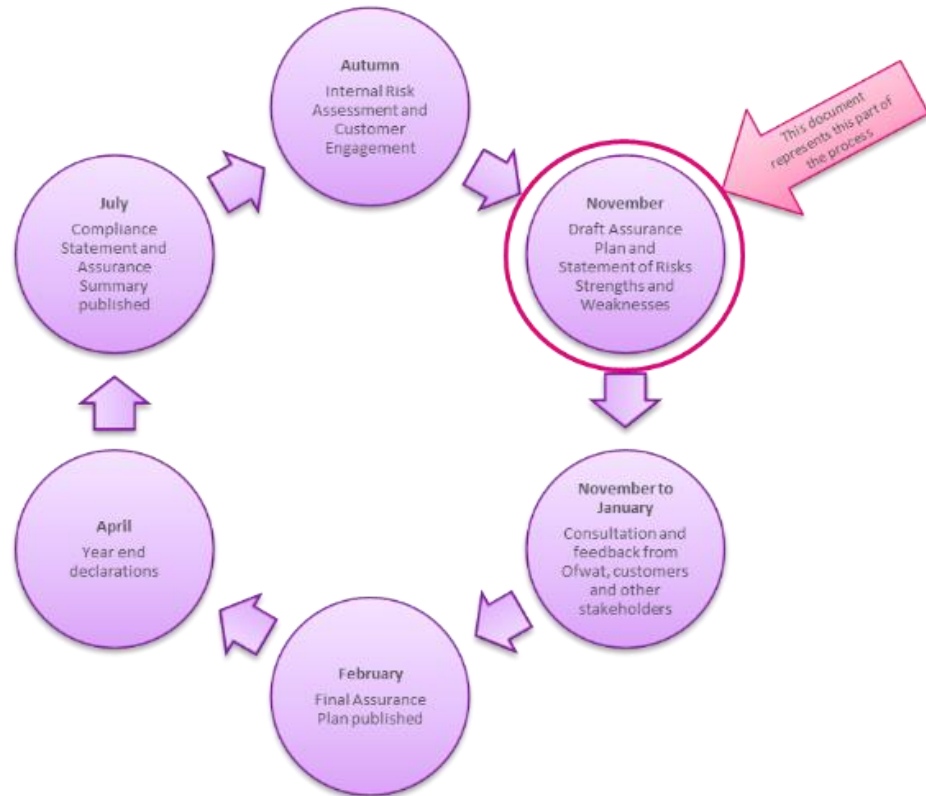 Autumn
Internal Risk
Assessment and
Customer
Engagement
This document
represents this part of
the process
November
Draft Assurance
Plan and
Statement of Risks
Strengths and
Weaknesses
November to
January
Consultation and
feedback from
Ofwat, customers
and other
stakeholders
February
Final Assurance
Plan published
April
Year end
declarations
July
Compliance
Statement and
Assurance
Summary
published